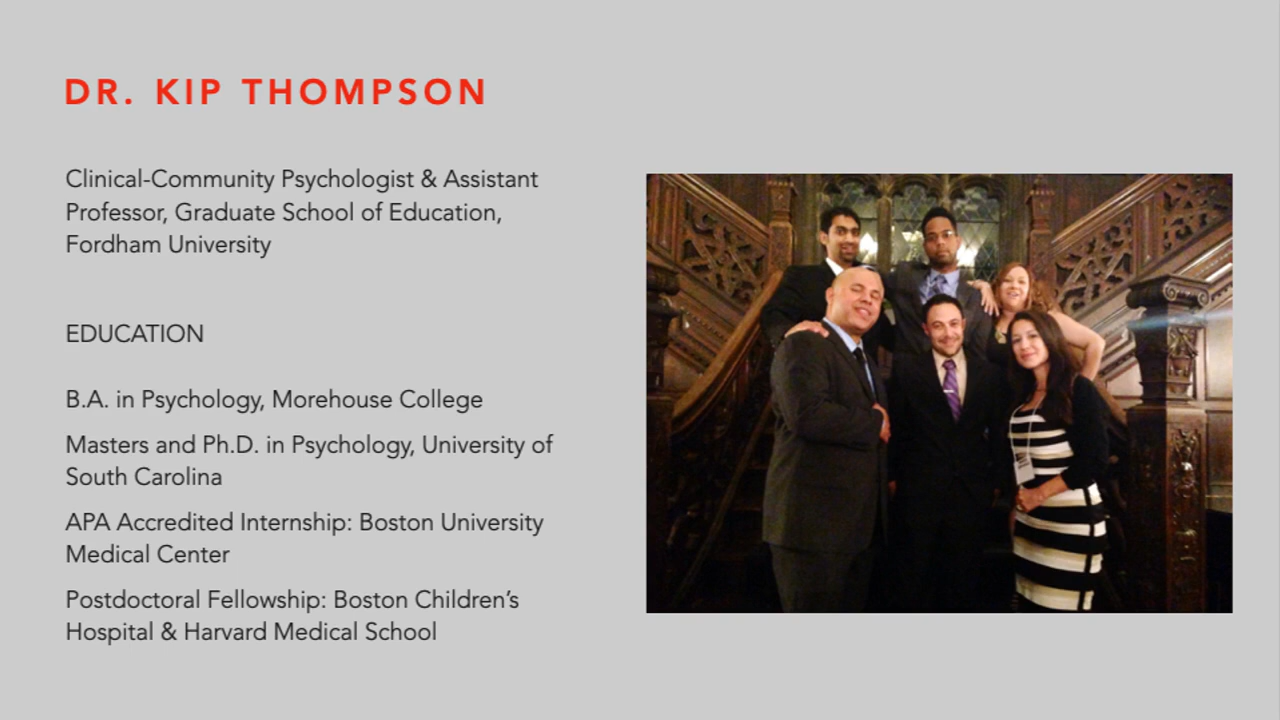 DR. KIP THOMPSON
Clinical-Community Psychologist & Assistant
Professor, Graduate School of Education,
Fordham University
EDUCATION
B.A. in Psychology, Morehouse College
Masters and Ph.D. in Psychology, University of
South Carolina
APA Accredited Internship: Boston University
Medical Center
Postdoctoral Fellowship: Boston Children’s
Hospital & Harvard Medical School